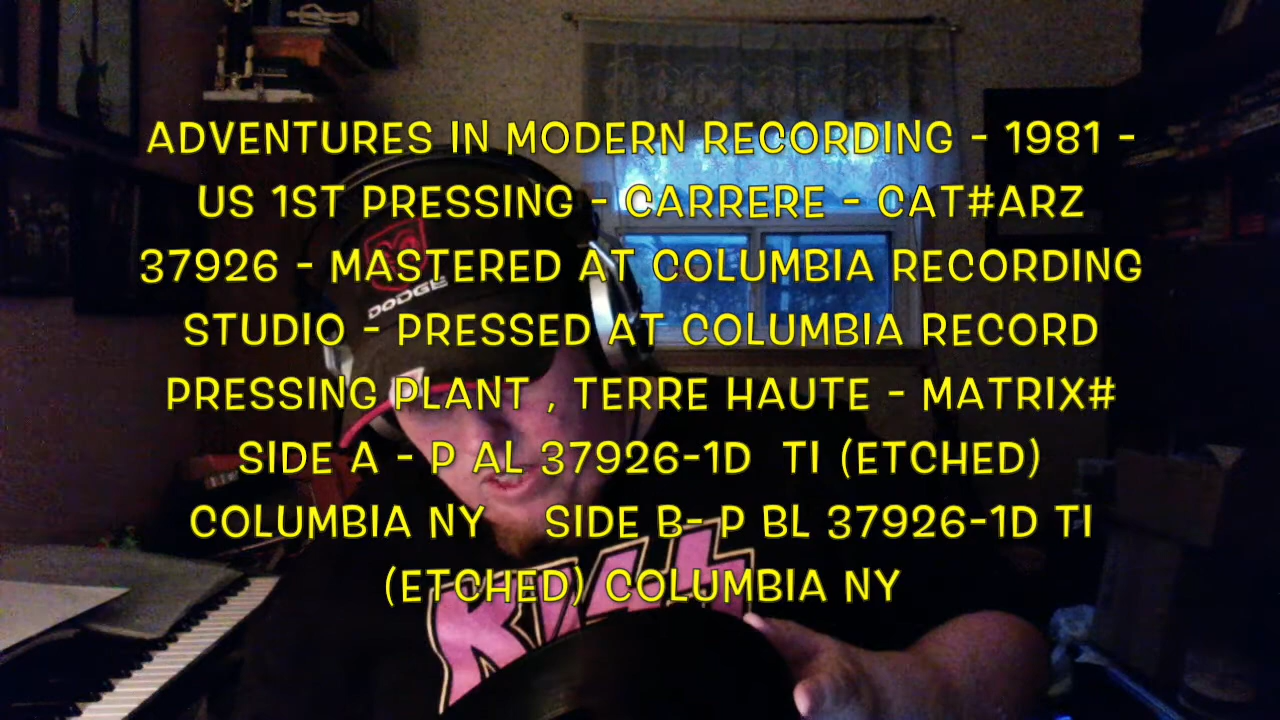 ADVENTURES IN MODERN RECORDING - 1981 -
US 1ST PRESSING - CARRERE - CAT#ARZ
37926 - MASTERED AT COLUMBIA RECORDING
STUDIO - PRESSED AT COLUMBIA RECORD
PRESSING PLANT , TERRE HAUTE - MATRIX#
SIDE A - P AL 37926-1D TI (ETCHED)
COLUMBIA NY SIDE B- P BL 37926-1D TI
(ETCHED) COLUMBIA NY
DODGE
KISS